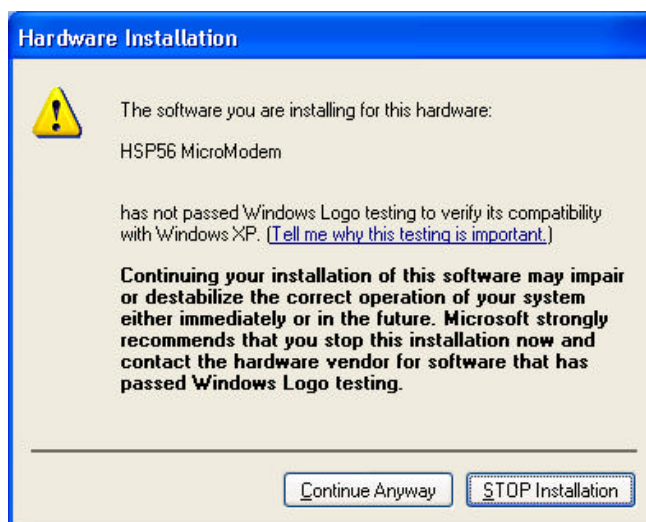 Hardware Installation
The software you are installing for this hardware:
HSP56 MicroModem
has not passed Windows Logo testing to verify its compatibility
with Windows XP. (Tell me why this testing is important.)
Continuing your installation of this software may impair
or destabilize the correct operation of your system
either immediately or in the future. Microsoft strongly
recommends that you stop this installation now and
contact the hardware vendor for software that has
passed Windows Logo testing.
Continue Anyway STOP Installation